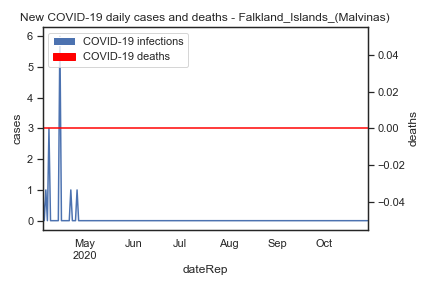 New COVID-19 daily cases and deaths - Falkland_Islands_(Malvinas)
COVID-19 infections
COVID-19 deaths
6
5
4
3
2
1
0
cases
0.04
0.02
0.00
−0.02
−0.04
deaths
May Jun Jul Aug Sep Oct
2020
dateRep